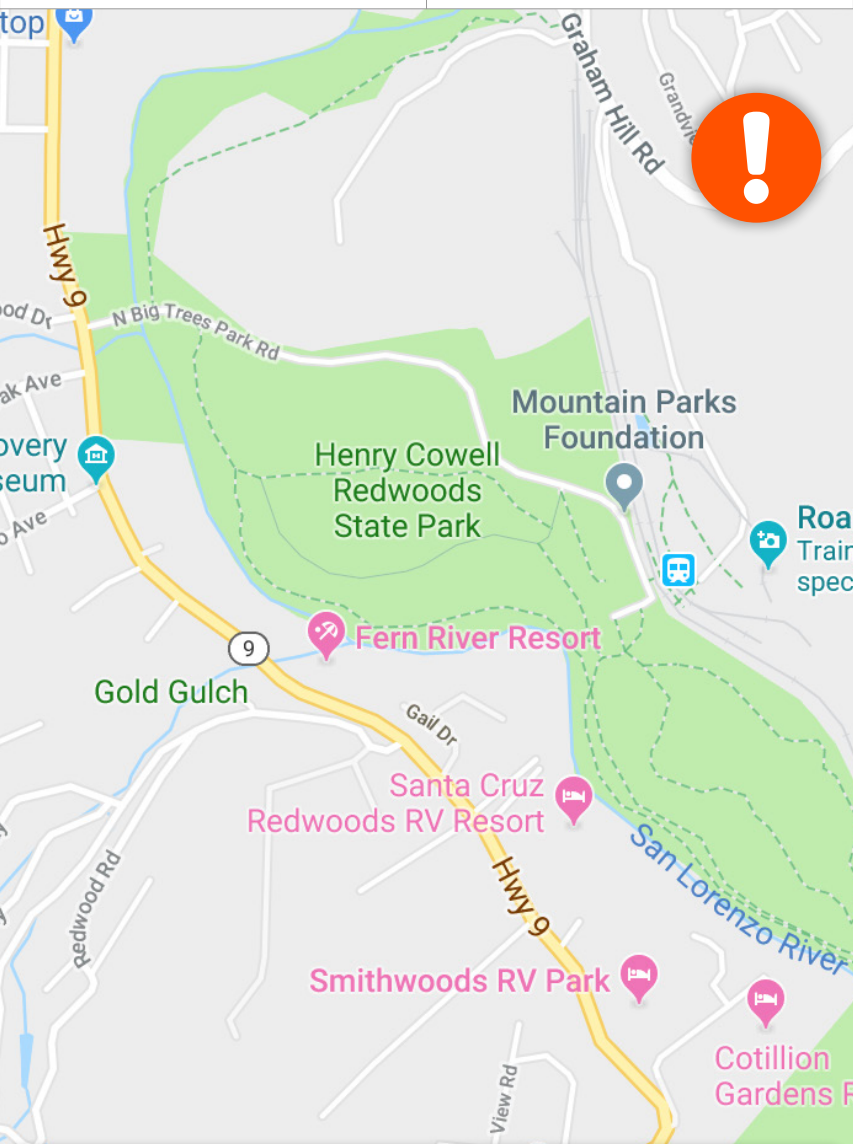 top
Graham Hill Rd
Grandvie
!
Hwy 9
ood Dr
N Big Trees Park Rd
ak Ave
Mountain Parks
Foundation
overy
seum
Henry Cowell
Redwoods
State Park
o Ave
Roa
Train
spec
Fern River Resort
9
Gold Gulch
Gail Dr
Santa Cruz
Redwoods RV Resort
San Lorenzo River
Redwood Rd
Hwy 9
Smithwoods RV Park
Cotillion
Gardens R
View Rd